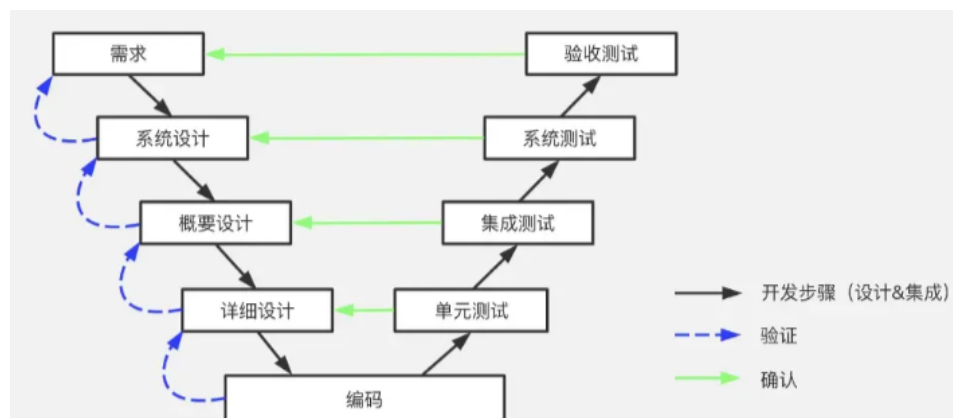 需求
验收测试
系统设计
系统测试
概要设计
集成测试
详细设计
单元测试
编码
开发步骤（设计&集成）
验证
确认